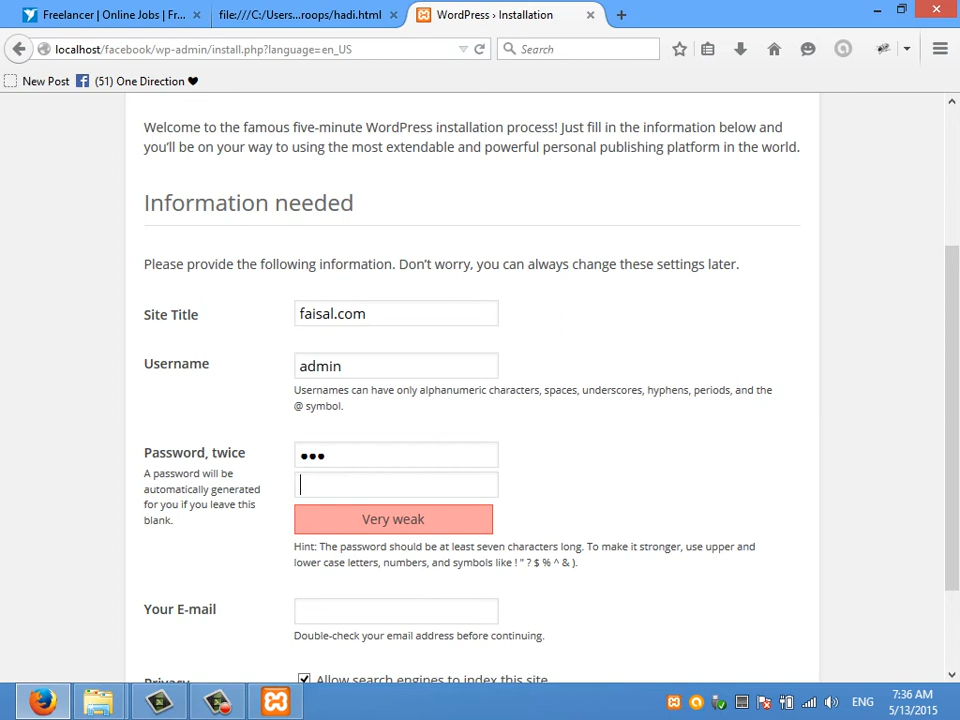 Freelancer | Online Jobs | Fr...
file:///C:/Users...roops/hadi.html
WordPress › Installation
localhost/facebook/wp-admin/install.php?language=en_US
Search
New Post
(51) One Direction ♥
Welcome to the famous five-minute WordPress installation process! Just fill in the information below and
you'll be on your way to using the most extendable and powerful personal publishing platform in the world.
Information needed
Please provide the following information. Don't worry, you can always change these settings later.
Site Title
faisal.com
Username
admin
Usernames can have only alphanumeric characters, spaces, underscores, hyphens, periods, and the
@ symbol.
Password, twice
A password will be
automatically generated
for you if you leave this
blank.
•••
Very weak
Hint: The password should be at least seven characters long. To make it stronger, use upper and
lower case letters, numbers, and symbols like ! " ? $ % ^ & ).
Your E-mail
Double-check your email address before continuing.
Privacy
Allow search engines to index this site
ENG
7:36 AM
5/13/2015